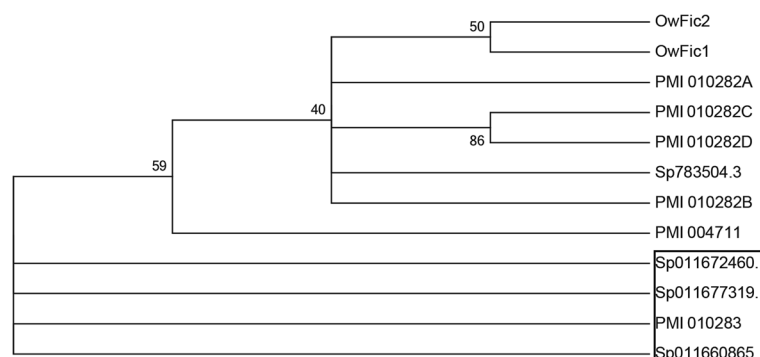 50
OwFic2
OwFic1
PMI 010282A
40
PMI 010282C
86
PMI 010282D
59
Sp783504.3
PMI 010282B
PMI 004711
Sp011672460.
Sp011677319.
PMI 010283
Sp011660865